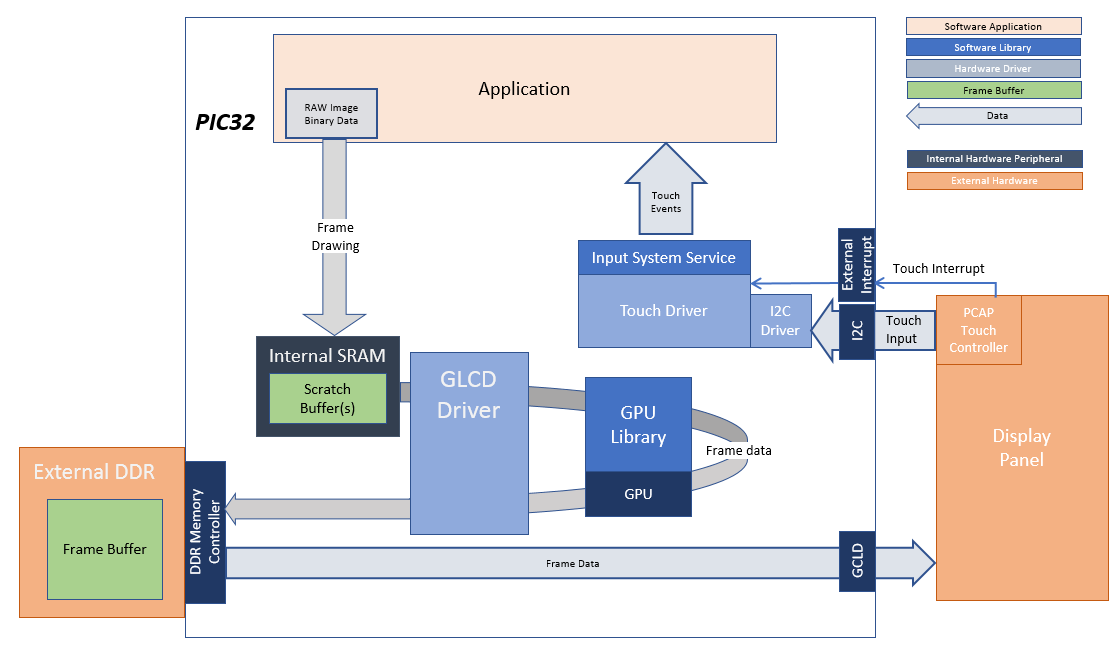 Software Application
Software Library
Hardware Driver
Frame Buffer
Data
Internal Hardware Peripheral
External Hardware
PIC32
Application
RAW Image
Binary Data
Frame
Drawing
Touch
Events
Input System Service
Touch Driver
I2C
Driver
External
Interrupt
Touch Interrupt
I2C
Touch
Input
PCAP
Touch
Controller
Display
Panel
Internal SRAM
Scratch
Buffer(s)
GLCD
Driver
GPU
Library
GPU
Frame data
External DDR
Frame Buffer
DDR Memory
Controller
Frame Data
GCLD